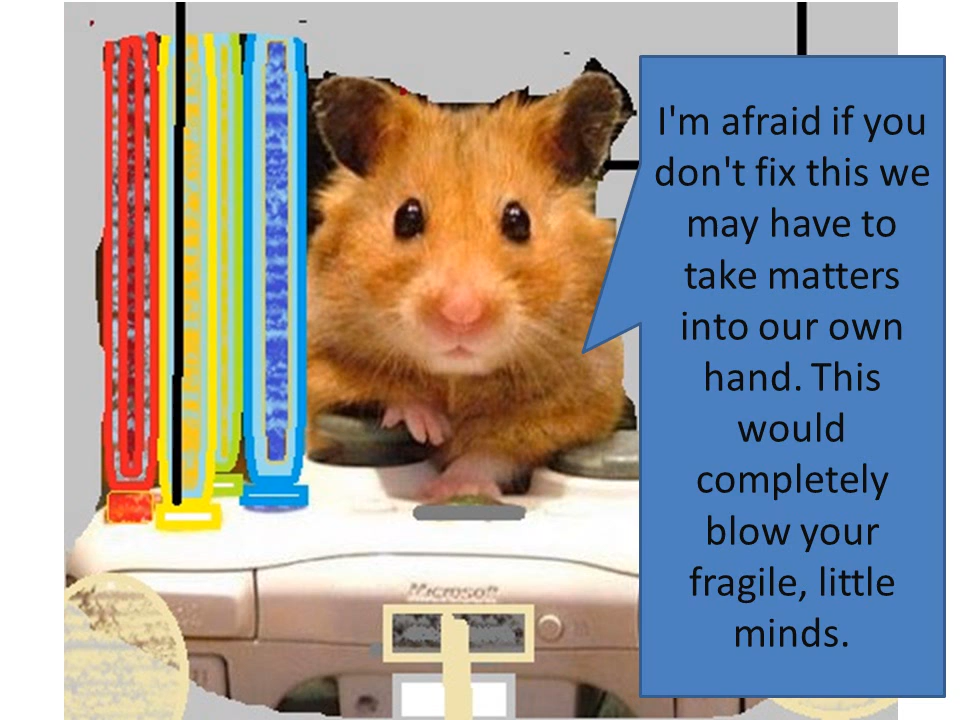 I'm afraid if you
don't fix this we
may have to
take matters
into our own
hand. This
would
completely
blow your
fragile, little
minds.
Microsoft